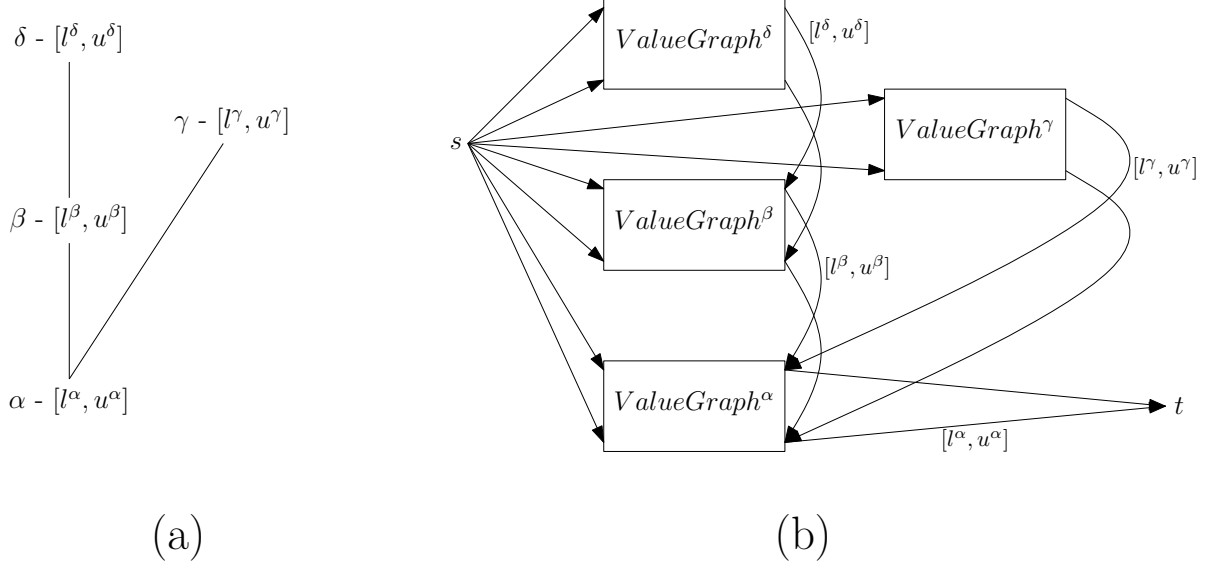 δ - [l^δ, u^δ]
γ - [l^γ, u^γ]
β - [l^β, u^β]
α - [l^α, u^α]
(a)
ValueGraph^δ
[l^δ, u^δ]
s
ValueGraph^γ
[l^γ, u^γ]
ValueGraph^β
[l^β, u^β]
ValueGraph^α
t
[l^α, u^α]
(b)